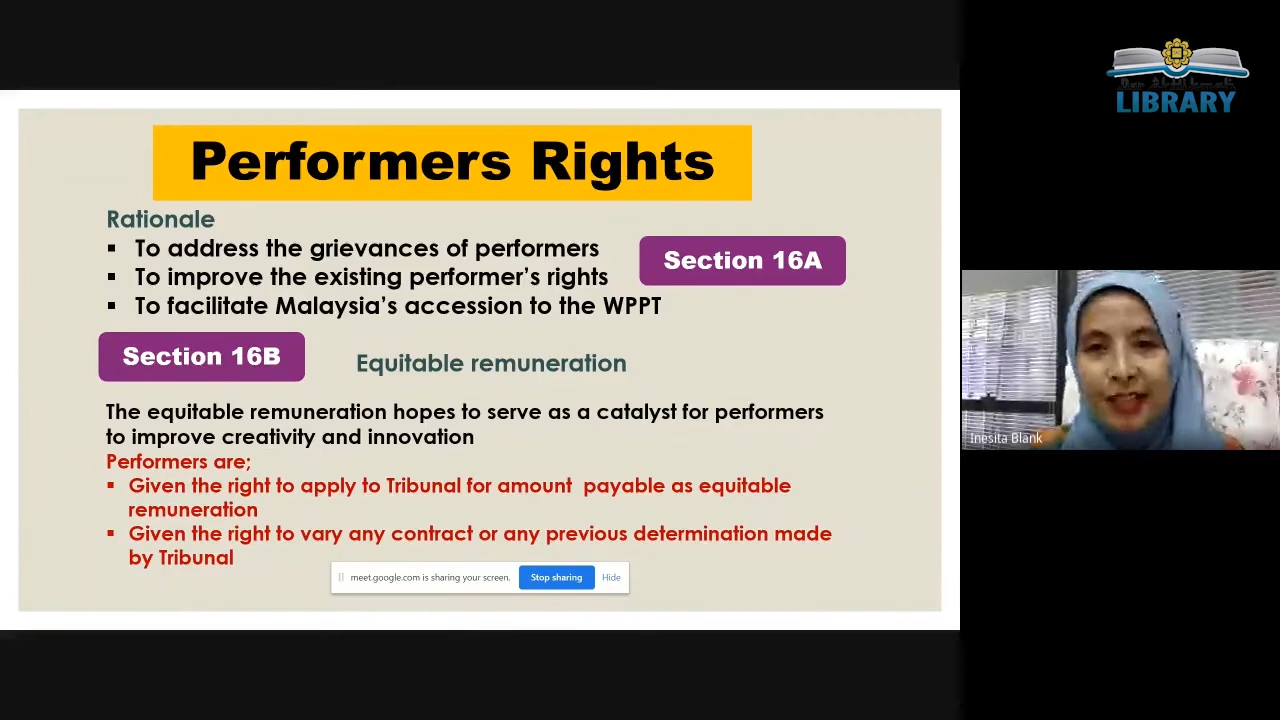 LIBRARY
Performers Rights
Rationale
▪ To address the grievances of performers
Section 16A
▪ To improve the existing performer’s rights
▪ To facilitate Malaysia’s accession to the WPPT
Section 16B
Equitable remuneration
The equitable remuneration hopes to serve as a catalyst for performers
to improve creativity and innovation
Performers are;
▪ Given the right to apply to Tribunal for amount payable as equitable
remuneration
▪ Given the right to vary any contract or any previous determination made
by Tribunal
meet.google.com is sharing your screen. Stop sharing Hide
Inesita Blank